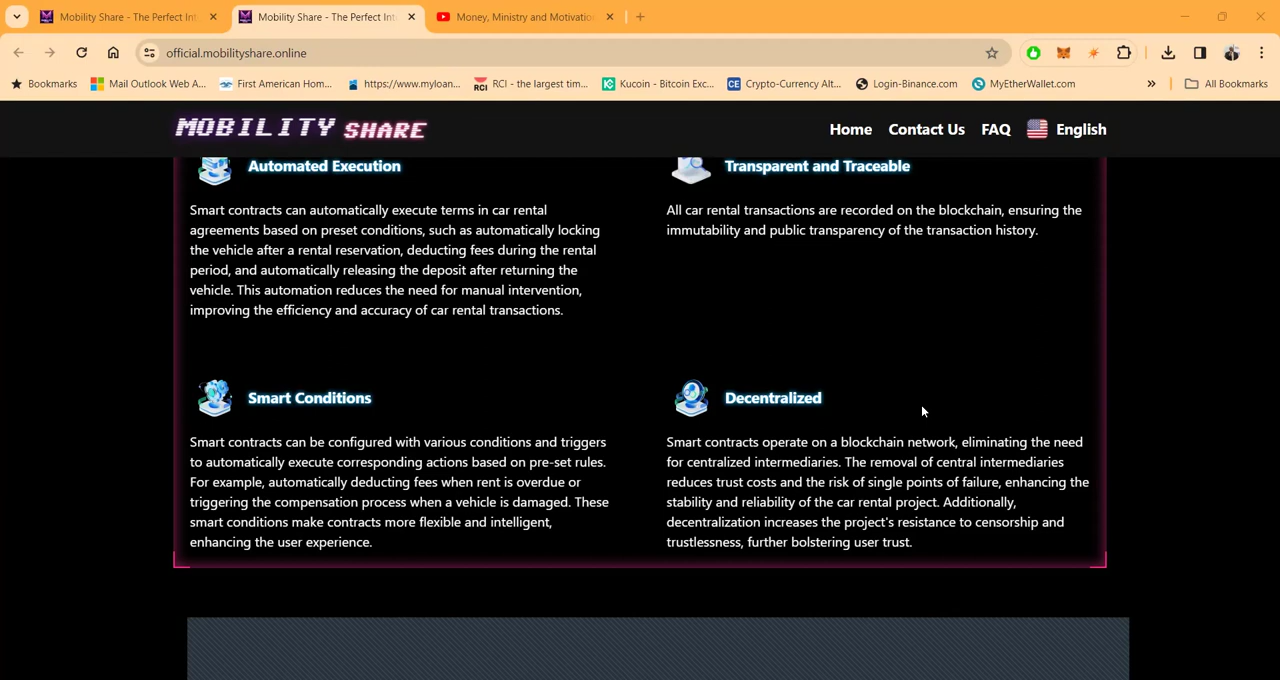 Mobility Share - The Perfect Int
Mobility Share - The Perfect Int
Money, Ministry and Motivation
official.mobilityshare.online
Bookmarks
Mail Outlook Web A...
First American Hom...
https://www.myloan...
RCI
RCI - the largest tim...
Kucoin - Bitcoin Exc...
CE
Crypto-Currency Alt...
Login-Binance.com
MyEtherWallet.com
»
All Bookmarks
MOBILITY SHARE
Home
Contact Us
FAQ
English
Automated Execution
Smart contracts can automatically execute terms in car rental
agreements based on preset conditions, such as automatically locking
the vehicle after a rental reservation, deducting fees during the rental
period, and automatically releasing the deposit after returning the
vehicle. This automation reduces the need for manual intervention,
improving the efficiency and accuracy of car rental transactions.
Transparent and Traceable
All car rental transactions are recorded on the blockchain, ensuring the
immutability and public transparency of the transaction history.
Smart Conditions
Smart contracts can be configured with various conditions and triggers
to automatically execute corresponding actions based on pre-set rules.
For example, automatically deducting fees when rent is overdue or
triggering the compensation process when a vehicle is damaged. These
smart conditions make contracts more flexible and intelligent,
enhancing the user experience.
Decentralized
Smart contracts operate on a blockchain network, eliminating the need
for centralized intermediaries. The removal of central intermediaries
reduces trust costs and the risk of single points of failure, enhancing the
stability and reliability of the car rental project. Additionally,
decentralization increases the project's resistance to censorship and
trustlessness, further bolstering user trust.